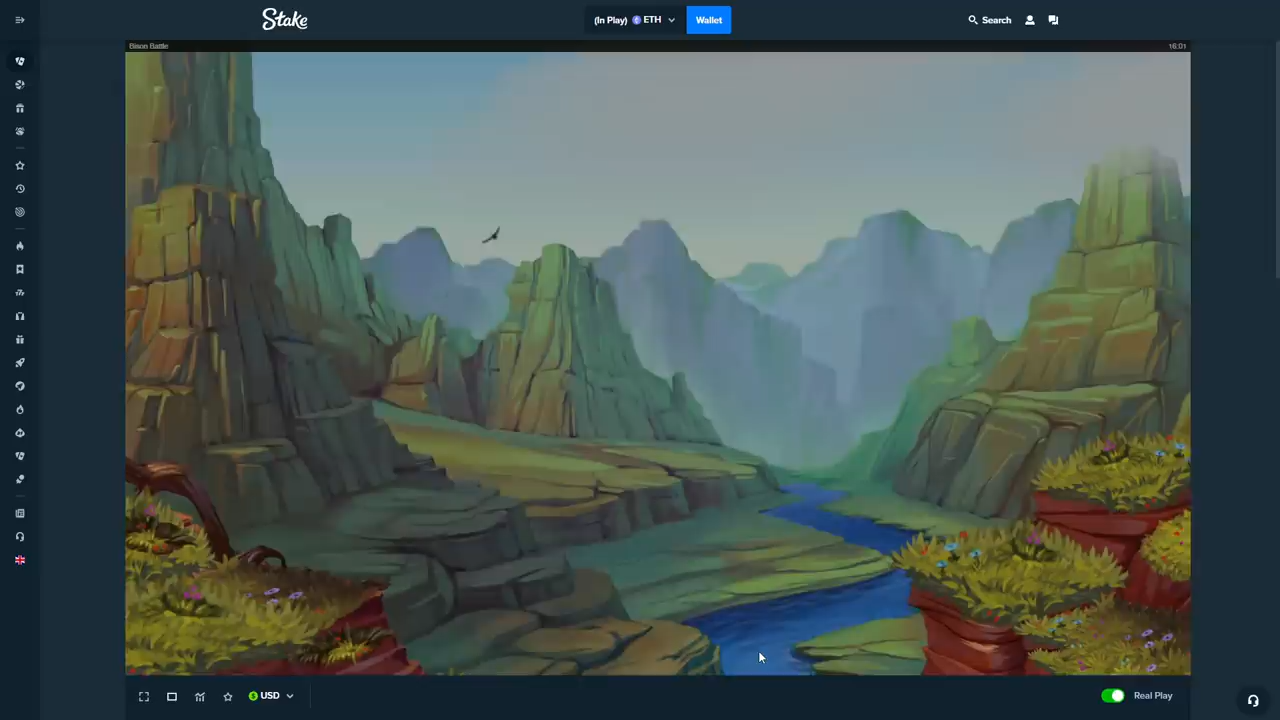 Stake
(In Play) ETH
Wallet
Search
Bison Battle
16:01
USD
Real Play